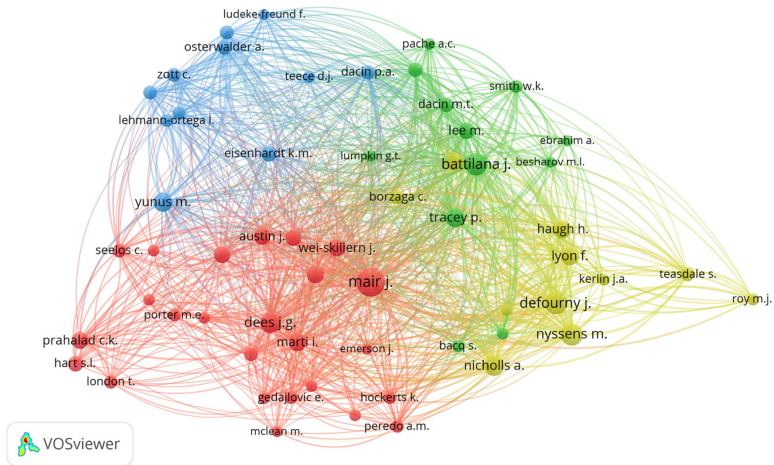 ludeke-freund f.
osterwalder a.
pache a.c.
zott c.
teece d.j.
dacin p.a.
smith w.k.
dacin m.t.
lehmann-ortega l.
lee m.
ebrahim a.
eisenhardt k.m.
lumpkin g.t.
battilana j.
besharov m.l.
yunus m.
borzaga c.
tracey p.
haugh h.
austin j.
seelos c.
wei-skillern j.
lyon f.
teasdale s.
kerlin j.a.
mair j.
roy m.j.
defourny j.
porter m.e.
dees j.g.
nyssens m.
prahalad c.k.
marti i.
emerson j.
bacq s.
hart s.l.
nicholls a.
london t.
gedajlovic e.
hockerts k.
peredo a.m.
mclean m.
VOSviewer